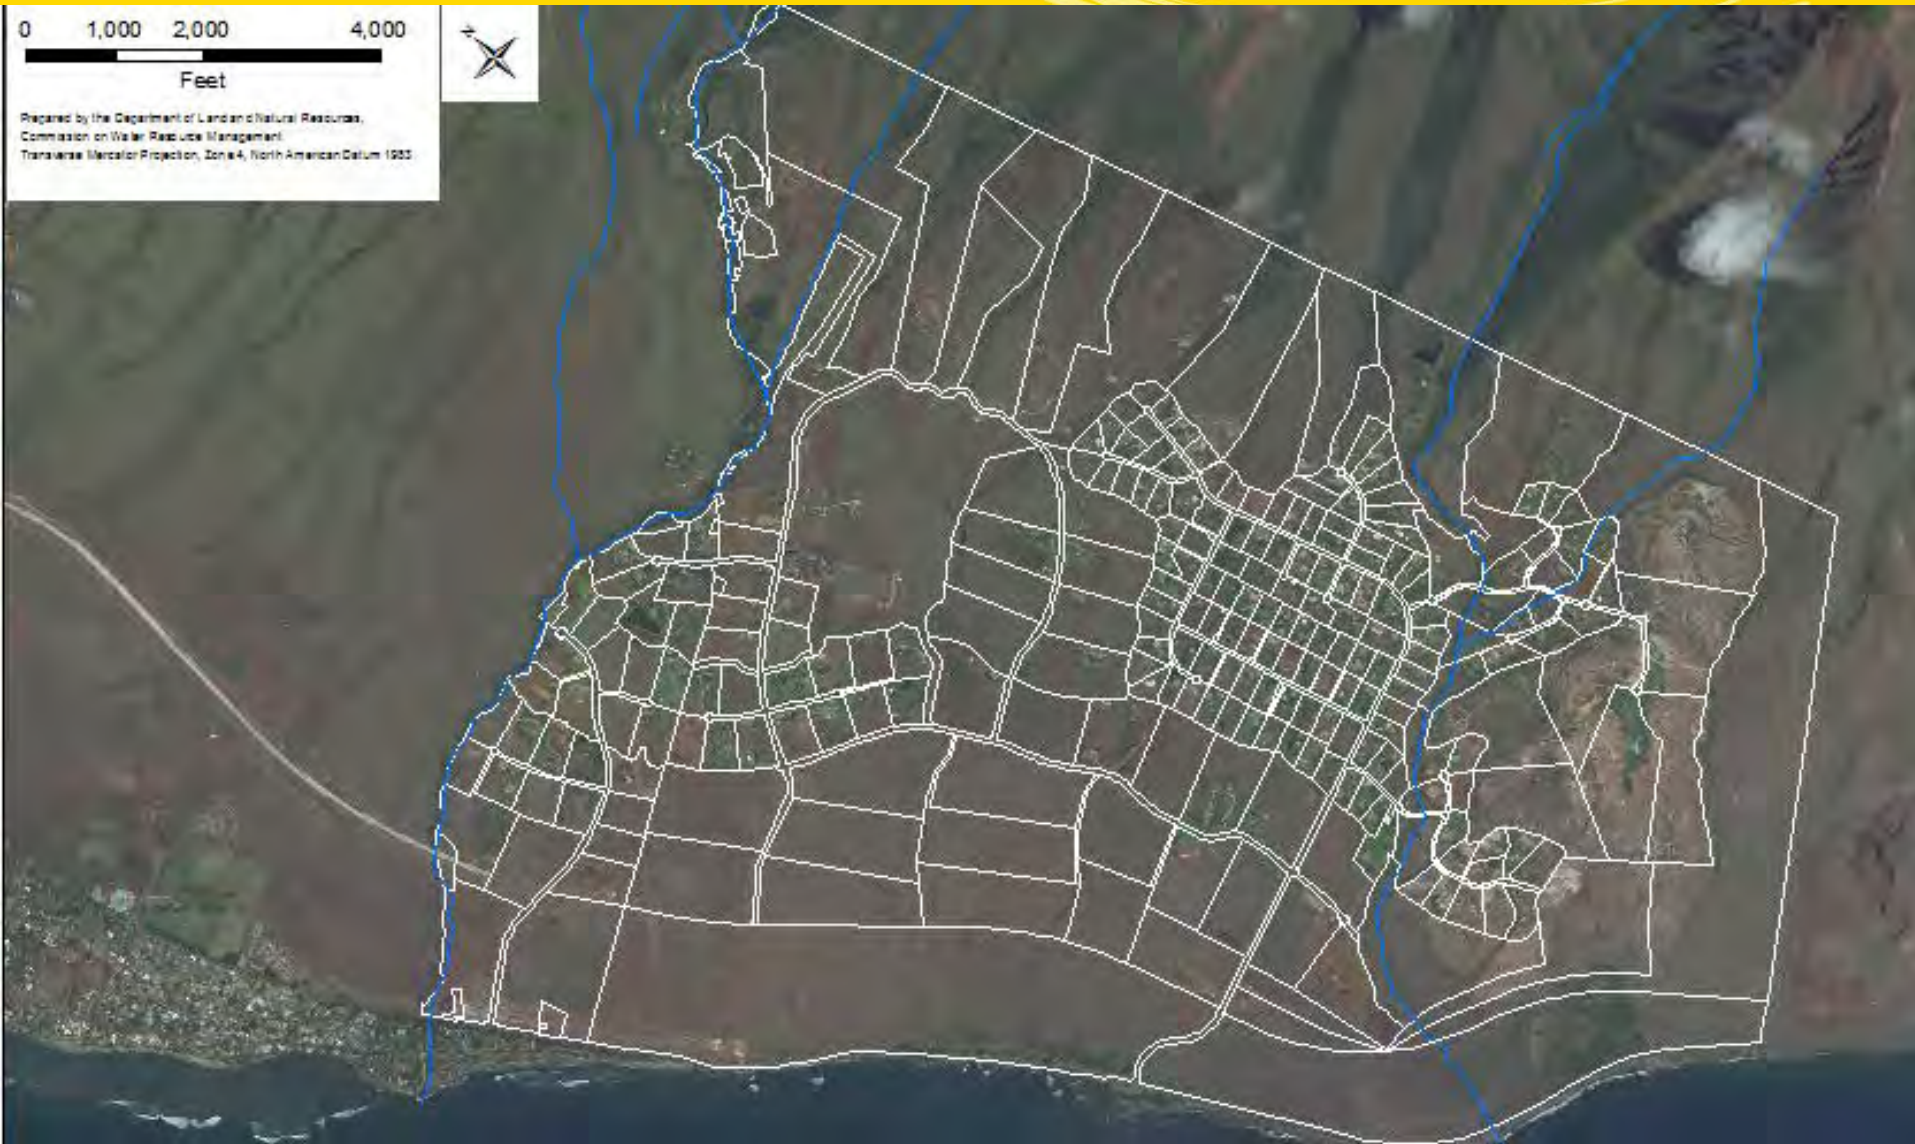 0 1,000 2,000 4,000
Feet
N
Prepared by the Department of Land and Natural Resources,
Commission on Water Resource Management.
Transverse Mercator Projection, Zone 4, North American Datum 1983